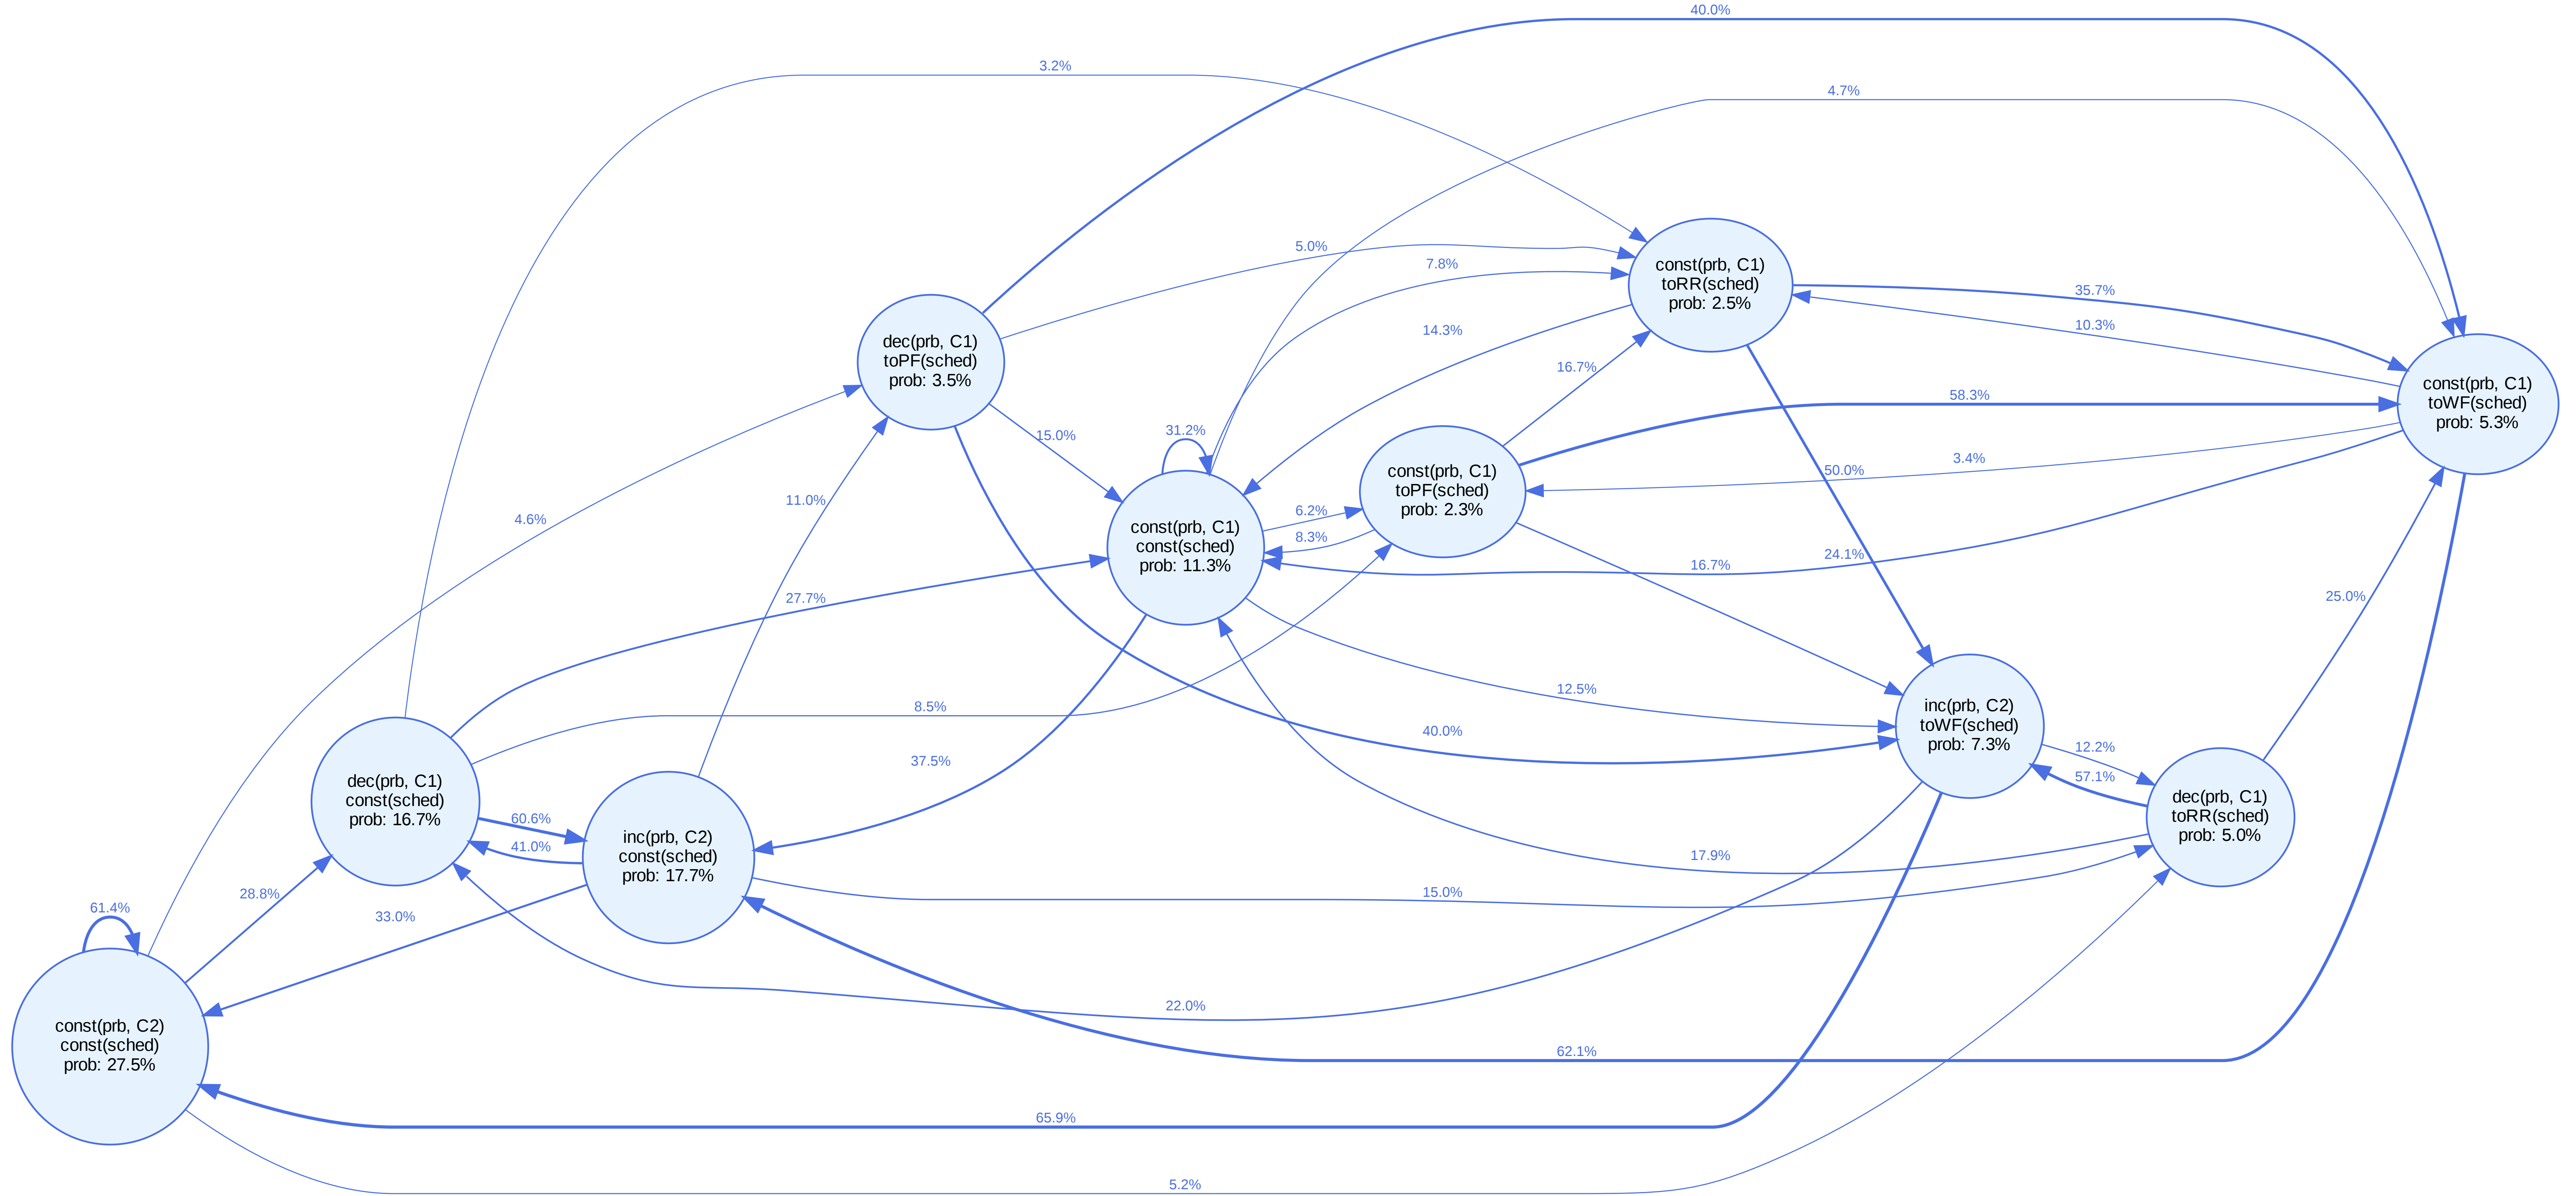 40.0%
3.2%
4.7%
5.0%
7.8%
const(prb, C1)
toRR(sched)
prob: 2.5%
35.7%
10.3%
14.3%
dec(prb, C1)
toPF(sched)
prob: 3.5%
16.7%
const(prb, C1)
toWF(sched)
prob: 5.3%
58.3%
15.0%
31.2%
3.4%
50.0%
const(prb, C1)
toPF(sched)
prob: 2.3%
4.6%
11.0%
6.2%
8.3%
const(prb, C1)
const(sched)
prob: 11.3%
24.1%
16.7%
27.7%
25.0%
12.5%
8.5%
40.0%
inc(prb, C2)
toWF(sched)
prob: 7.3%
12.2%
57.1%
37.5%
dec(prb, C1)
const(sched)
prob: 16.7%
60.6%
41.0%
dec(prb, C1)
toRR(sched)
prob: 5.0%
inc(prb, C2)
const(sched)
prob: 17.7%
17.9%
15.0%
28.8%
61.4%
33.0%
22.0%
const(prb, C2)
const(sched)
prob: 27.5%
62.1%
65.9%
5.2%